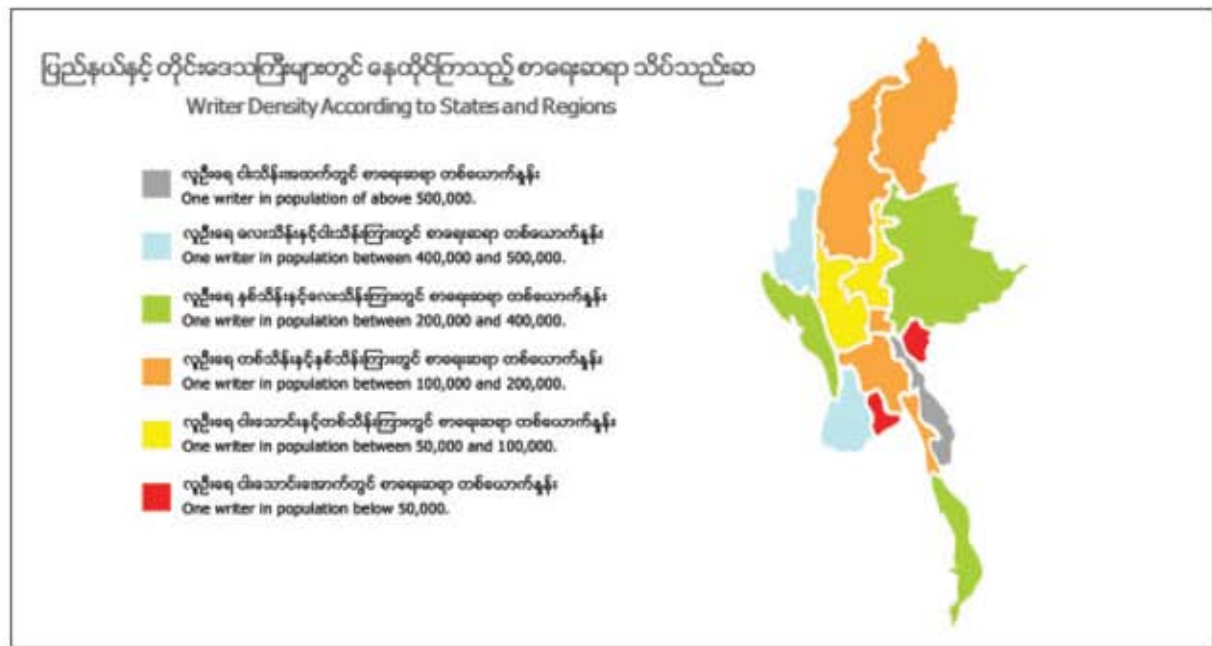 ပြည်နယ်နှင့် တိုင်းဒေသကြီးများတွင် နေထိုင်ကြသည့် စာရေးဆရာ သိပ်သည်းဆ
Writer Density According to States and Regions
လူဦးရေ ငါးသိန်းအထက်တွင် စာရေးဆရာ တစ်ယောက်နှုန်း
One writer in population of above 500,000.
လူဦးရေ လေးသိန်းနှင့်ငါးသိန်းကြားတွင် စာရေးဆရာ တစ်ယောက်နှုန်း
One writer in population between 400,000 and 500,000.
လူဦးရေ နှစ်သိန်းနှင့်လေးသိန်းကြားတွင် စာရေးဆရာ တစ်ယောက်နှုန်း
One writer in population between 200,000 and 400,000.
လူဦးရေ တစ်သိန်းနှင့်နှစ်သိန်းကြားတွင် စာရေးဆရာ တစ်ယောက်နှုန်း
One writer in population between 100,000 and 200,000.
လူဦးရေ ငါးသောင်းနှင့်တစ်သိန်းကြားတွင် စာရေးဆရာ တစ်ယောက်နှုန်း
One writer in population between 50,000 and 100,000.
လူဦးရေ ငါးသောင်းအောက်တွင် စာရေးဆရာ တစ်ယောက်နှုန်း
One writer in population below 50,000.